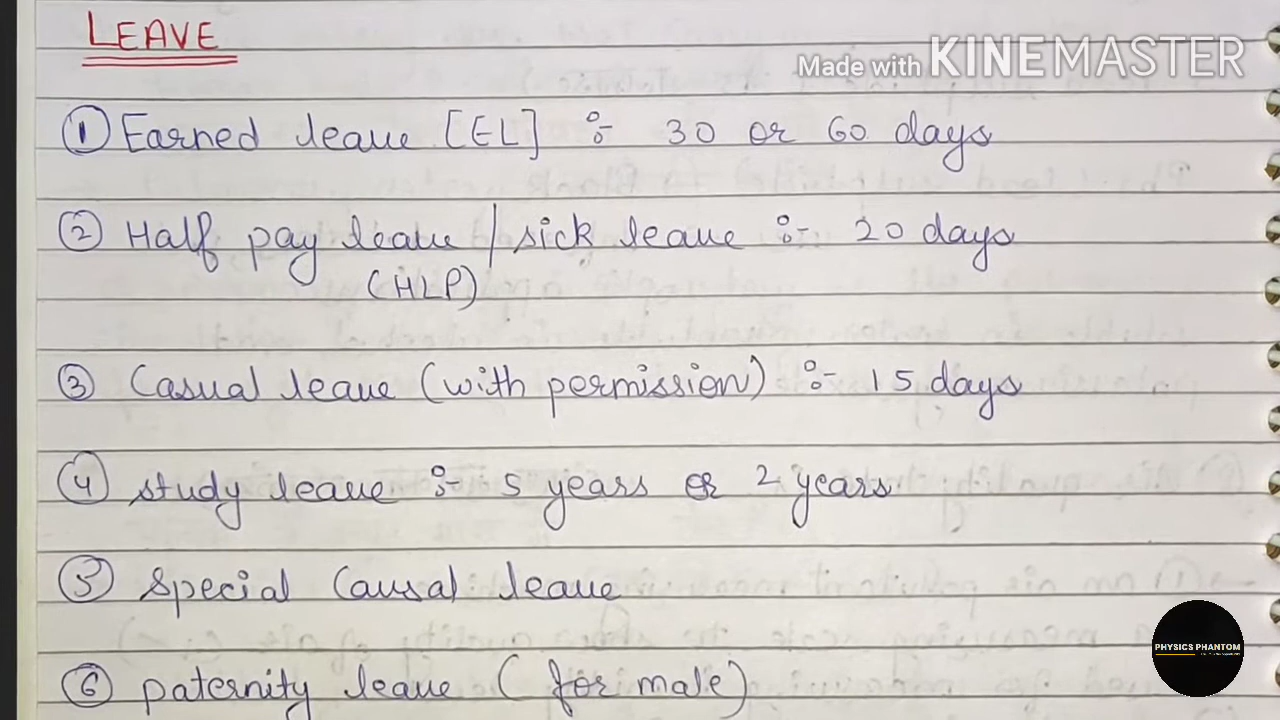 LEAVE
Made with KINEMASTER
① Earned leave [EL] :- 30 or 60 days
② Half pay leave / sick leave :- 20 days
(HLP)
③ Casual leave (with permission) :- 15 days
④ study leave :- 5 years or 2 years
⑤ special Causal leave
PHYSICS PHANTOM
⑥ paternity leave ( for male)